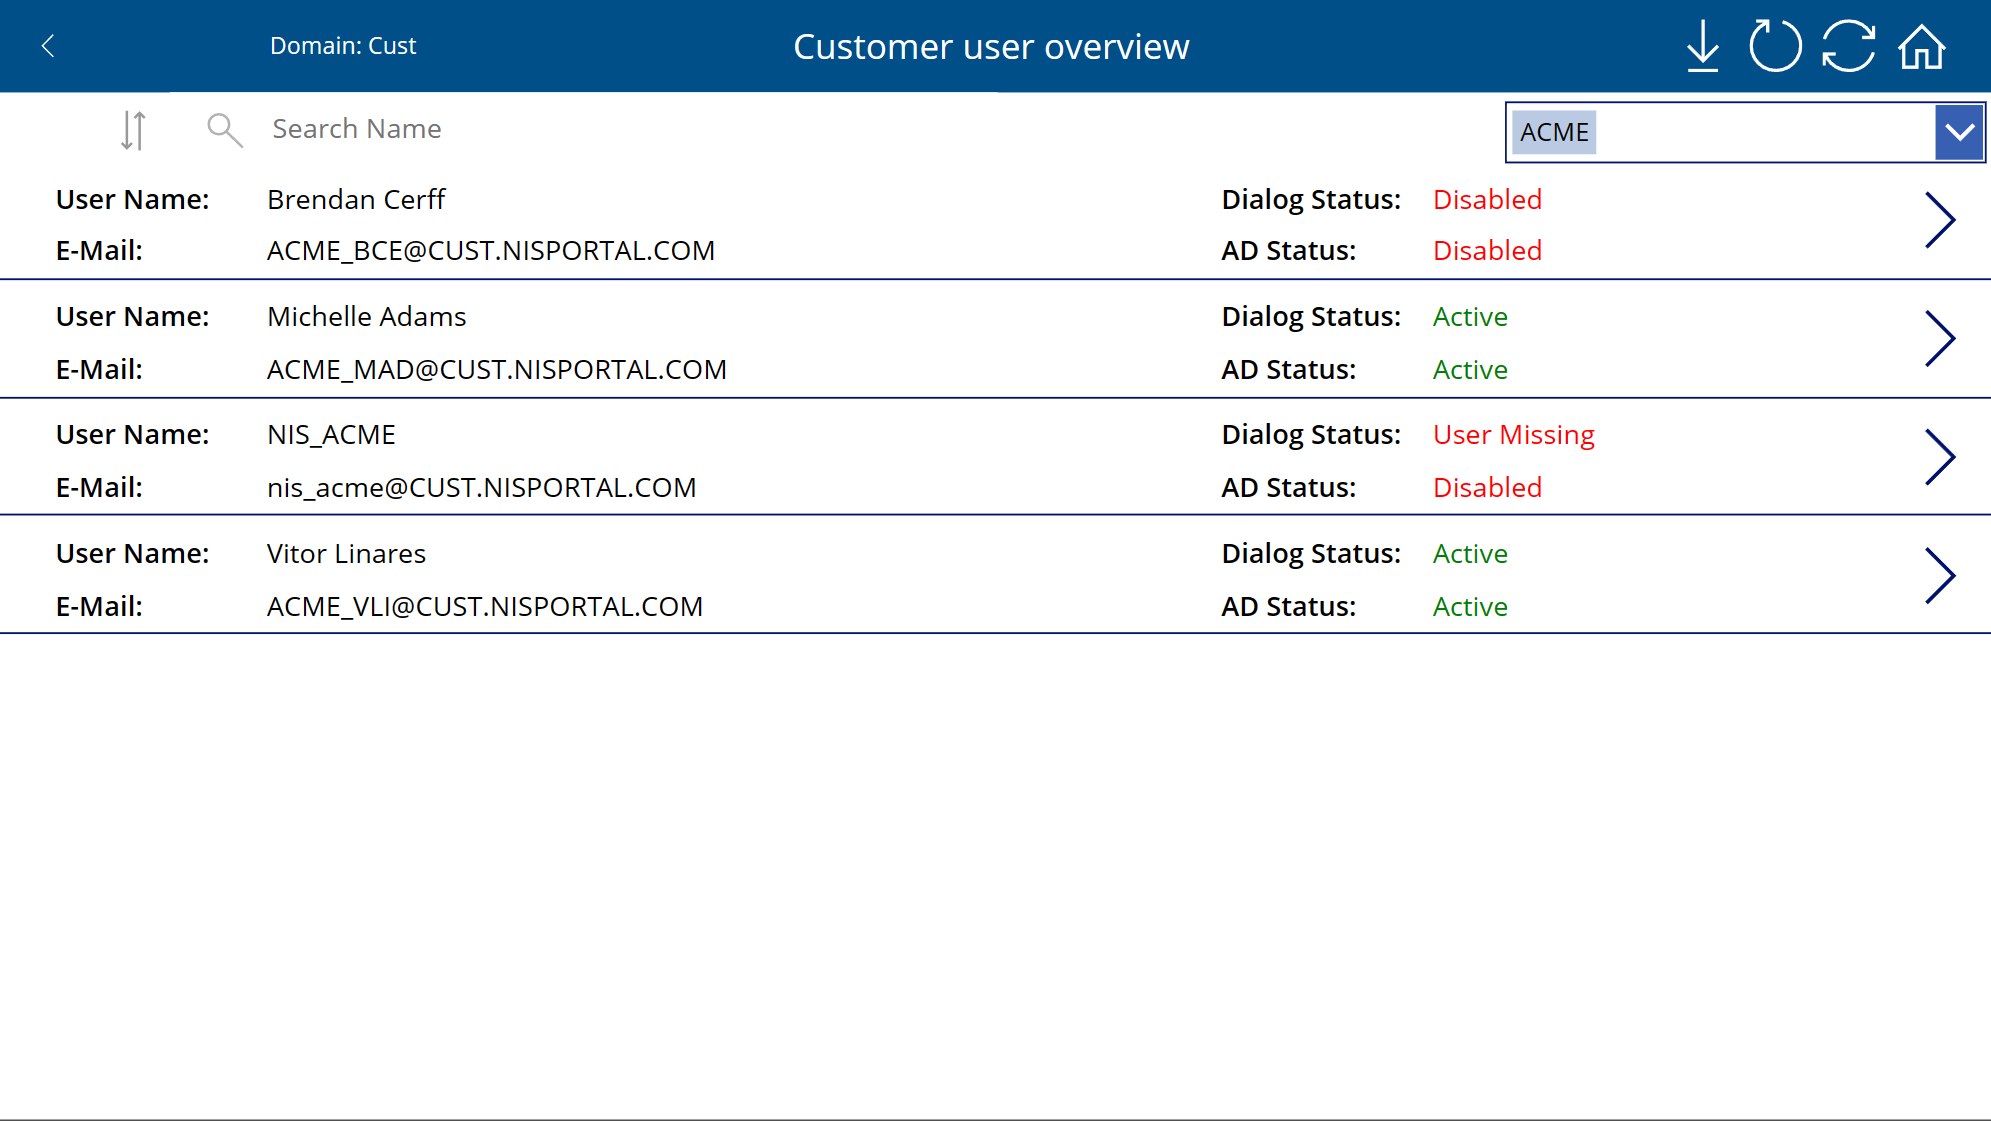 Domain: Cust
Customer user overview
Search Name
ACME
User Name: Brendan Cerff Dialog Status: Disabled
E-Mail: ACME_BCE@CUST.NISPORTAL.COM AD Status: Disabled
User Name: Michelle Adams Dialog Status: Active
E-Mail: ACME_MAD@CUST.NISPORTAL.COM AD Status: Active
User Name: NIS_ACME Dialog Status: User Missing
E-Mail: nis_acme@CUST.NISPORTAL.COM AD Status: Disabled
User Name: Vitor Linares Dialog Status: Active
E-Mail: ACME_VLI@CUST.NISPORTAL.COM AD Status: Active